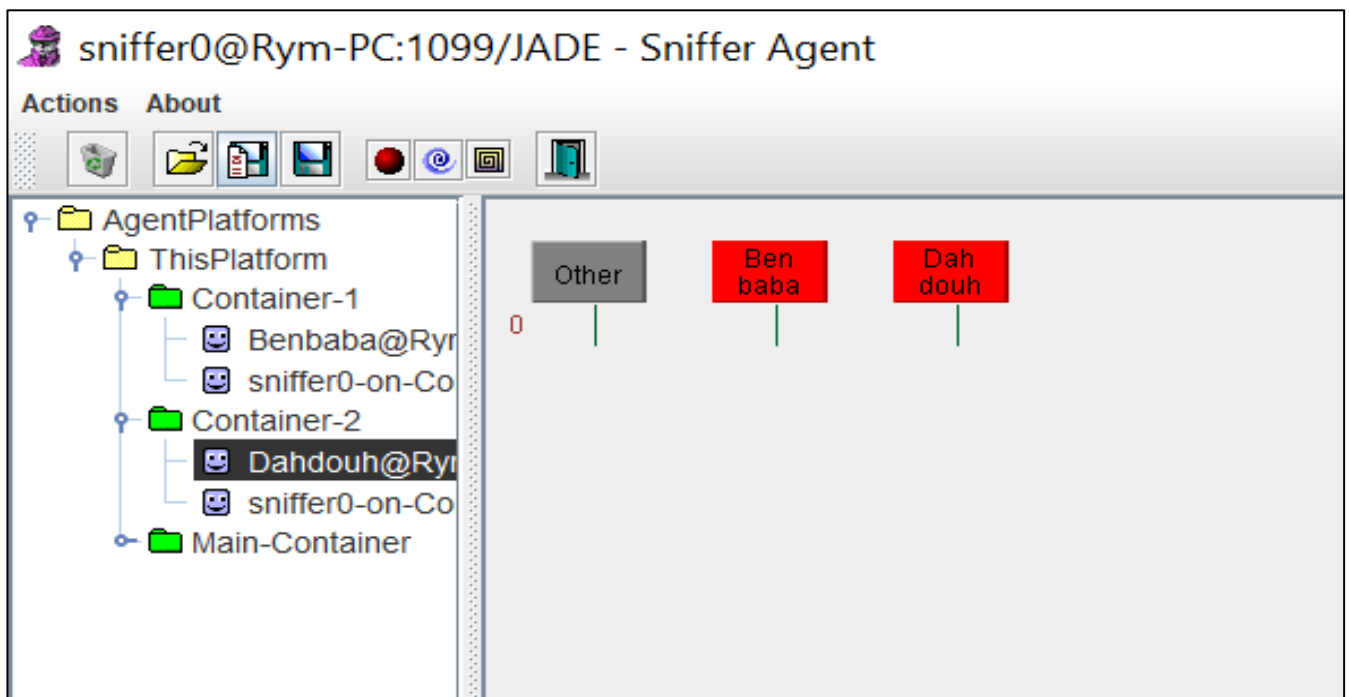 sniffer0@Rym-PC:1099/JADE - Sniffer Agent
Actions About
AgentPlatforms
ThisPlatform
Container-1
Benbaba@Ryr
sniffer0-on-Co
Container-2
Dahdouh@Ryr
sniffer0-on-Co
Main-Container
Other
Ben
baba
Dah
douh
0